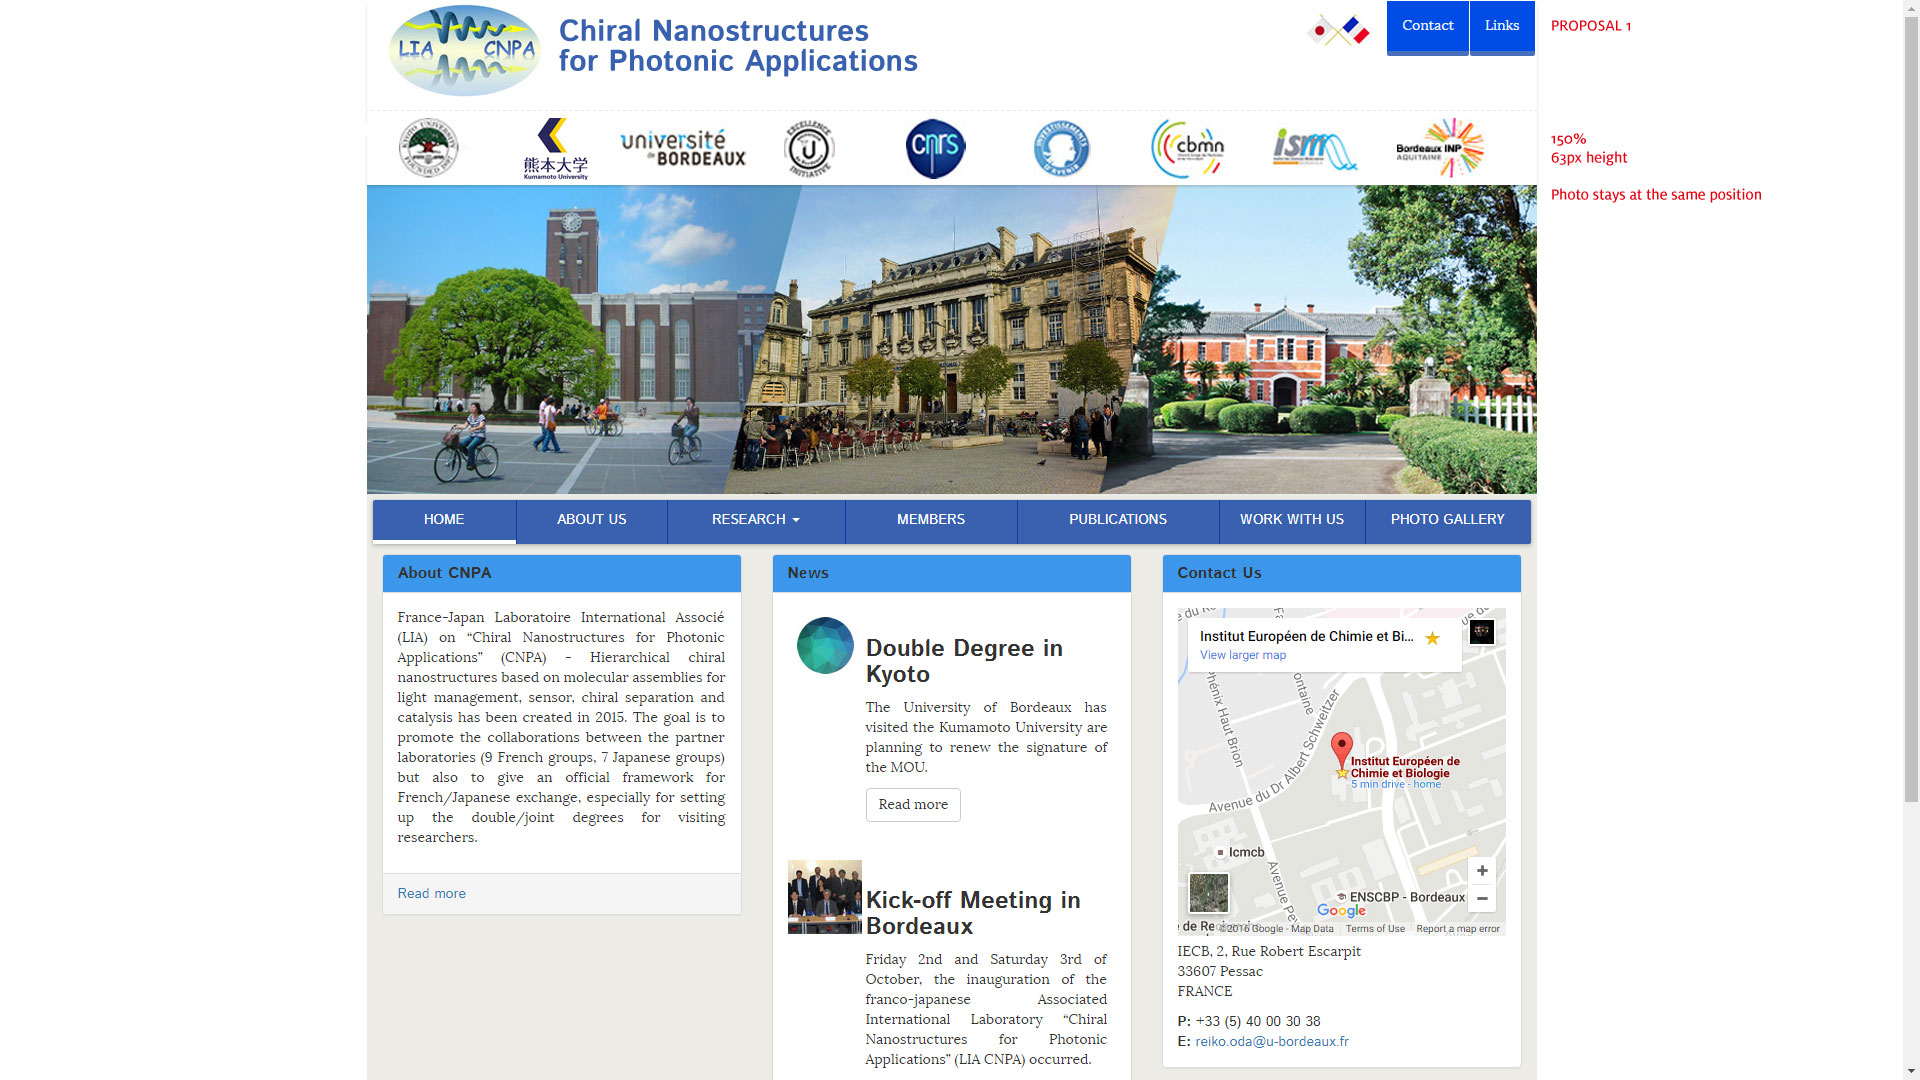 LIA CNPA
Chiral Nanostructures
for Photonic Applications
Contact
Links
PROPOSAL 1
KYOTO UNIVERSITY
FOUNDED 1897
熊本大学
Kumamoto University
université
de BORDEAUX
EXCELLENCE
U
INITIATIVE
cnrs
INVESTISSEMENTS
D'AVENIR
cbmn
ism
Bordeaux INP
AQUITAINE
150%
63px height
Photo stays at the same position
HOME
ABOUT US
RESEARCH
MEMBERS
PUBLICATIONS
WORK WITH US
PHOTO GALLERY
About CNPA
France-Japan Laboratoire International Associé
(LIA) on “Chiral Nanostructures for Photonic
Applications” (CNPA) - Hierarchical chiral
nanostructures based on molecular assemblies for
light management, sensor, chiral separation and
catalysis has been created in 2015. The goal is to
promote the collaborations between the partner
laboratories (9 French groups, 7 Japanese groups)
but also to give an official framework for
French/Japanese exchange, especially for setting
up the double/joint degrees for visiting
researchers.
Read more
News
Double Degree in
Kyoto
The University of Bordeaux has
visited the Kumamoto University are
planning to renew the signature of
the MOU.
Read more
Kick-off Meeting in
Bordeaux
Friday 2nd and Saturday 3rd of
October, the inauguration of the
franco-japanese Associated
International Laboratory “Chiral
Nanostructures for Photonic
Applications” (LIA CNPA) occurred.
Contact Us
Institut Européen de Chimie et Bi...
View larger map
Avenue du Dr Albert Schweitzer
Institut Européen de
Chimie et Biologie
5 min drive - home
Icmcb
ENSCBP - Bordeaux
Google
©2016 Google - Map Data
Terms of Use
Report a map error
IECB, 2, Rue Robert Escarpit
33607 Pessac
FRANCE
P: +33 (5) 40 00 30 38
E: reiko.oda@u-bordeaux.fr